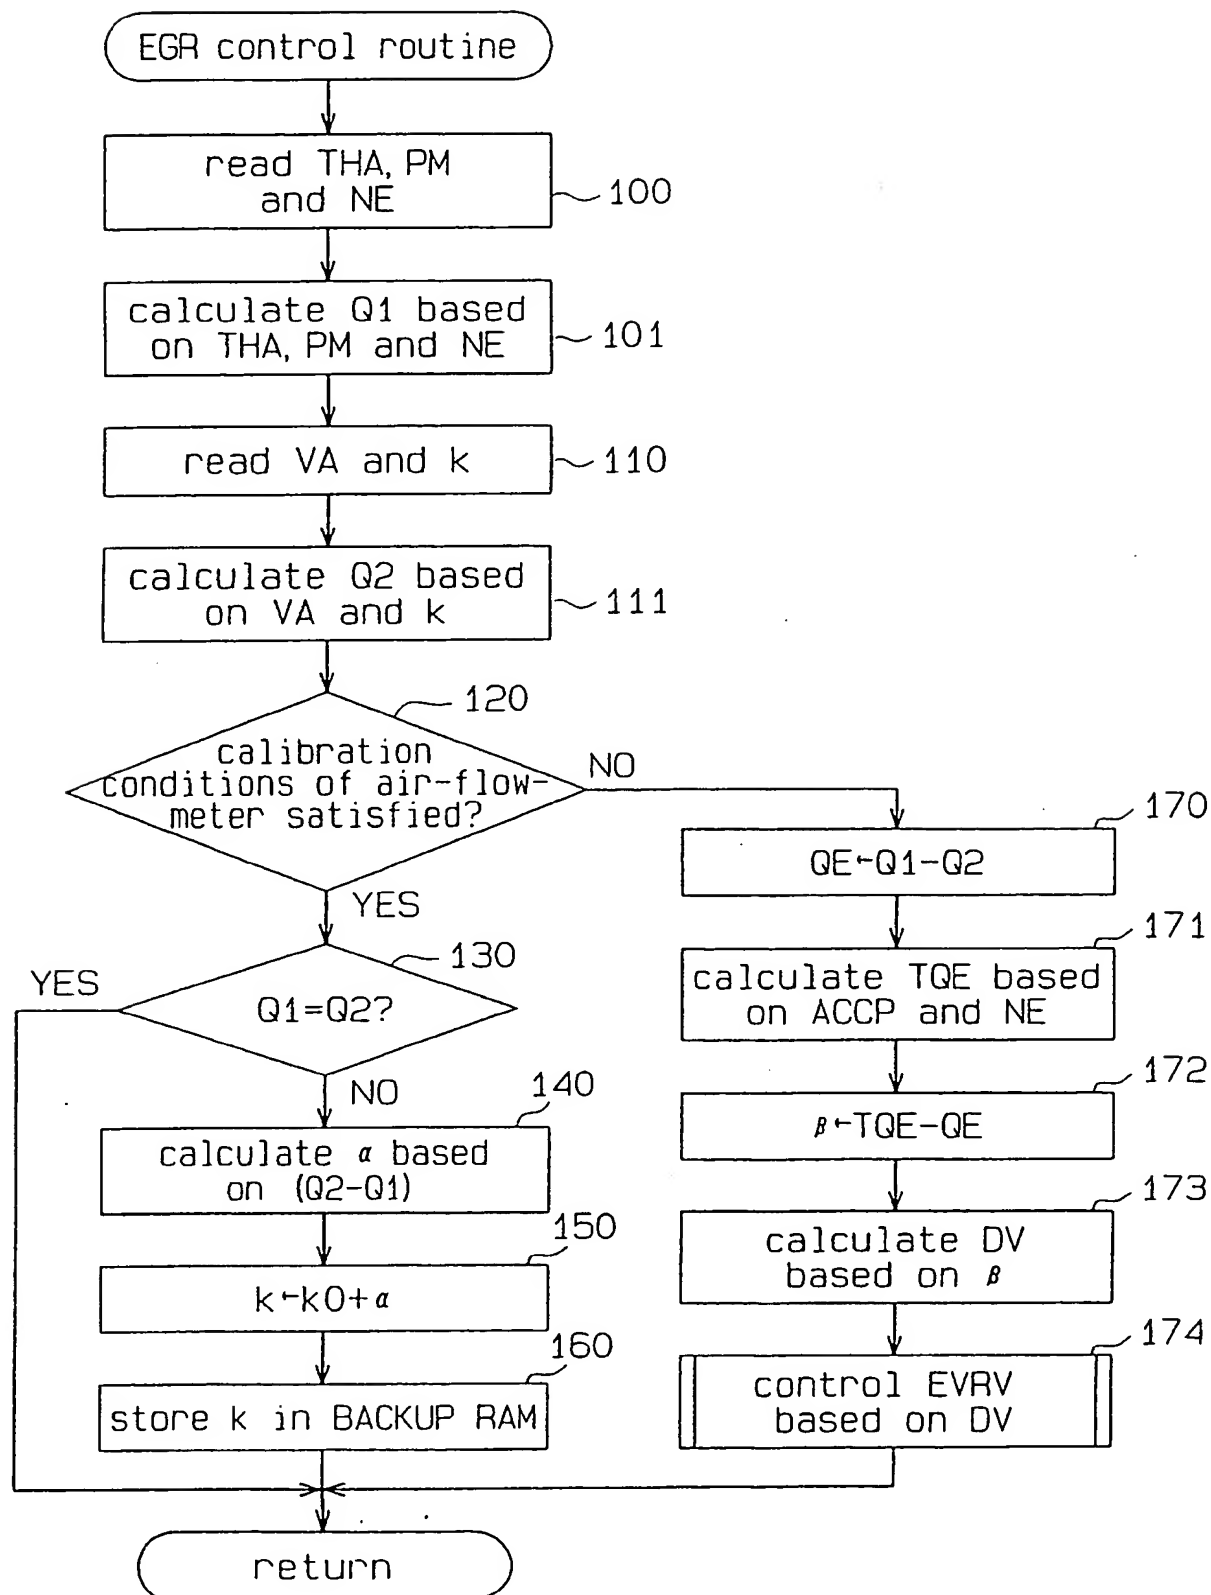 EGR control routine
read THA, PM
and NE
100
calculate Q1 based
on THA, PM and NE
101
read VA and k
110
calculate Q2 based
on VA and k
111
120
calibration
conditions of air-flow-
meter satisfied?
NO
YES
130
Q1=Q2?
YES
NO
140
calculate α based
on (Q2-Q1)
150
k←k0+α
160
store k in BACKUP RAM
170
QE←Q1-Q2
171
calculate TQE based
on ACCP and NE
172
β←TQE-QE
173
calculate DV
based on β
174
control EVRV
based on DV
return